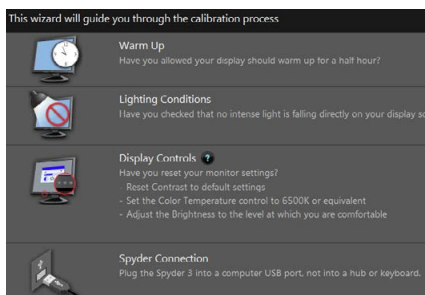 This wizard will guide you through the calibration process
Warm Up
Have you allowed your display should warm up for a half hour?
Lighting Conditions
Have you checked that no intense light is falling directly on your display
Display Controls ?
Have you reset your monitor settings?
- Reset Contrast to default settings
- Set the Color Temperature control to 6500K or equivalent
- Adjust the Brightness to the level at which you are comfortable
Spyder Connection
Plug the Spyder 3 into a computer USB port, not into a hub or keyboard.